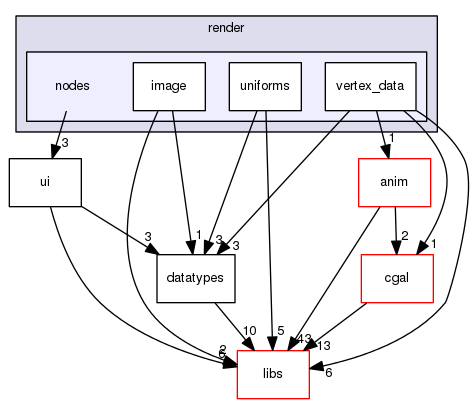 render
nodes image uniforms vertex_data
3 1
ui anim
3 1 3 3 2 1
datatypes cgal
10 5 43 13
2 6
libs